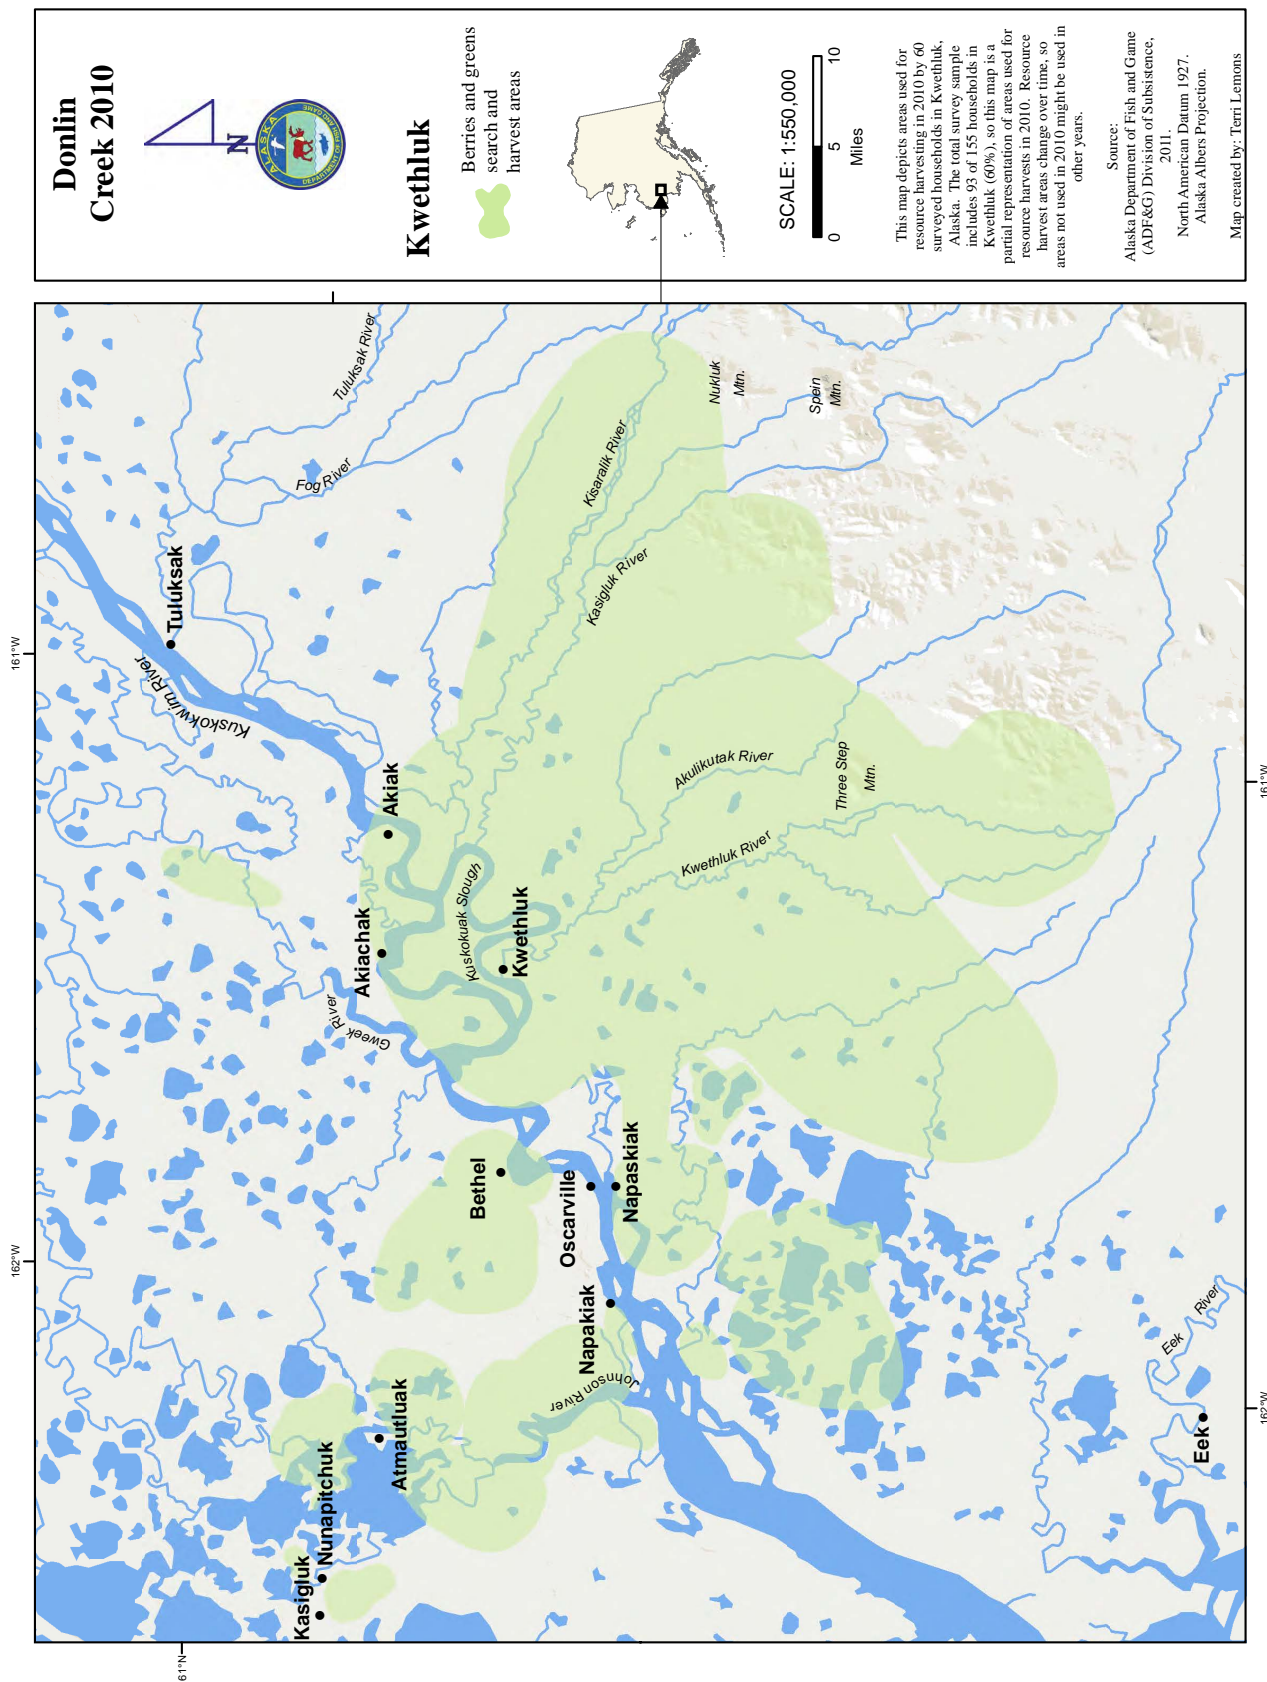 Donlin
Creek 2010
N
ALASKA
DEPARTMENT OF FISH AND GAME
Kwethluk
Berries and greens
search and
harvest areas
SCALE: 1:550,000
0
5
10
Miles
This map depicts areas used for
resource harvesting in 2010 by 60
surveyed households in Kwethluk,
Alaska. The total survey sample
includes 93 of 155 households in
Kwethluk (60%), so this map is a
partial representation of areas used for
resource harvests in 2010. Resource
harvest areas change over time, so
areas not used in 2010 might be used in
other years.
Source:
Alaska Department of Fish and Game
(ADF&G) Division of Subsistence,
2011.
North American Datum 1927.
Alaska Albers Projection.
Map created by: Terri Lemons
162°W
161°W
61°N
162°W
161°W
Tuluksak River
Fog River
Tuluksak
Kuskokwim River
Akiak
Akiachak
Gweek River
Kuskokuak Slough
Kwethluk
Kisaralik River
Kasigluk River
Nukluk
Mtn.
Spein
Mtn.
Akulikutak River
Three Step
Mtn.
Kwethluk River
Bethel
Oscarville
Napaskiak
Napakiak
Johnson River
Atmautluak
Nunapitchuk
Kasigluk
Eek
River
Eek